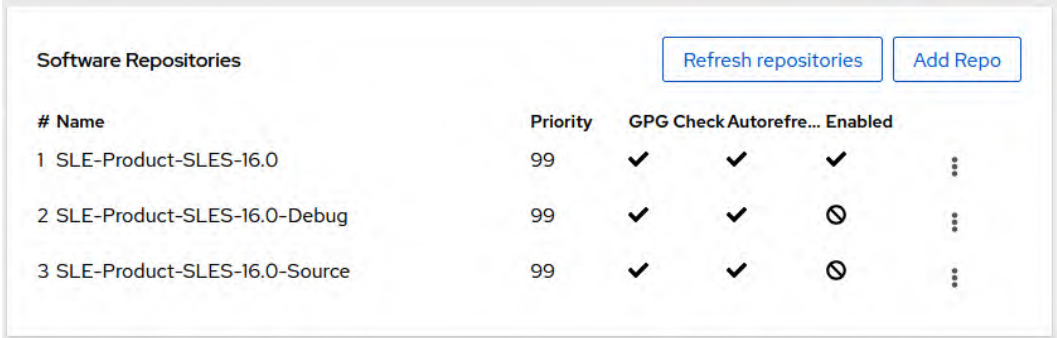 Software Repositories Refresh repositories Add Repo
# Name Priority GPG Check Autorefre... Enabled
1 SLE-Product-SLES-16.0 99
2 SLE-Product-SLES-16.0-Debug 99
3 SLE-Product-SLES-16.0-Source 99